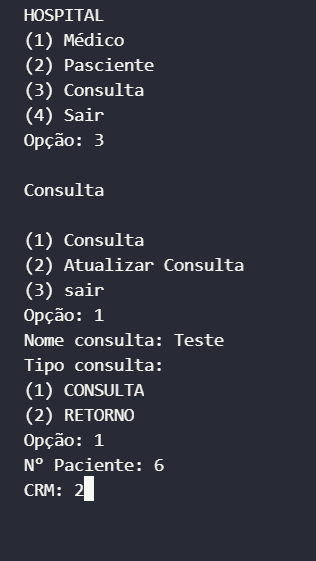 HOSPITAL
(1) Médico
(2) Pasciente
(3) Consulta
(4) Sair
Opção: 3
Consulta
(1) Consulta
(2) Atualizar Consulta
(3) sair
Opção: 1
Nome consulta: Teste
Tipo consulta:
(1) CONSULTA
(2) RETORNO
Opção: 1
Nº Paciente: 6
CRM: 2